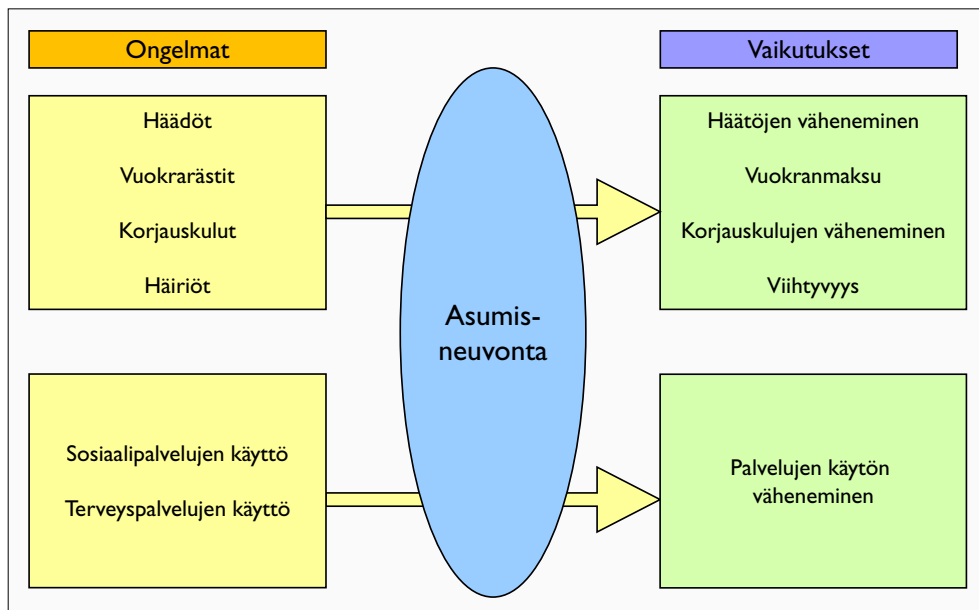 Ongelmat
Häädöt
Vuokrarästit
Korjauskulut
Häiriöt
Sosiaalipalvelujen käyttö
Terveyspalvelujen käyttö
Asumis-
neuvonta
Vaikutukset
Häätöjen väheneminen
Vuokranmaksu
Korjauskulujen väheneminen
Viihtyvyys
Palvelujen käytön
väheneminen